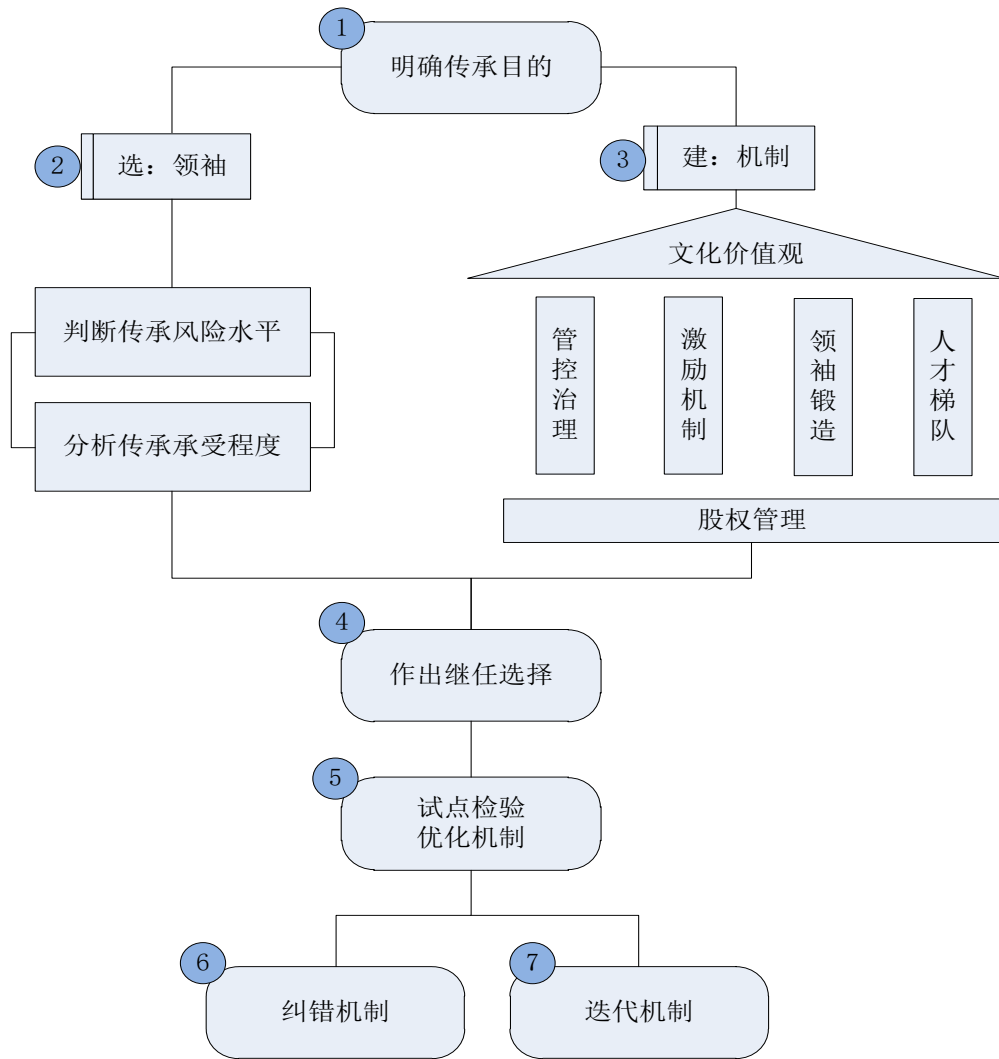 1
明确传承目的
2
选：领袖
3
建：机制
文化价值观
判断传承风险水平
分析传承承受程度
管控治理
激励机制
领袖锻造
人才梯队
股权管理
4
作出继任选择
5
试点检验
优化机制
6
纠错机制
7
迭代机制